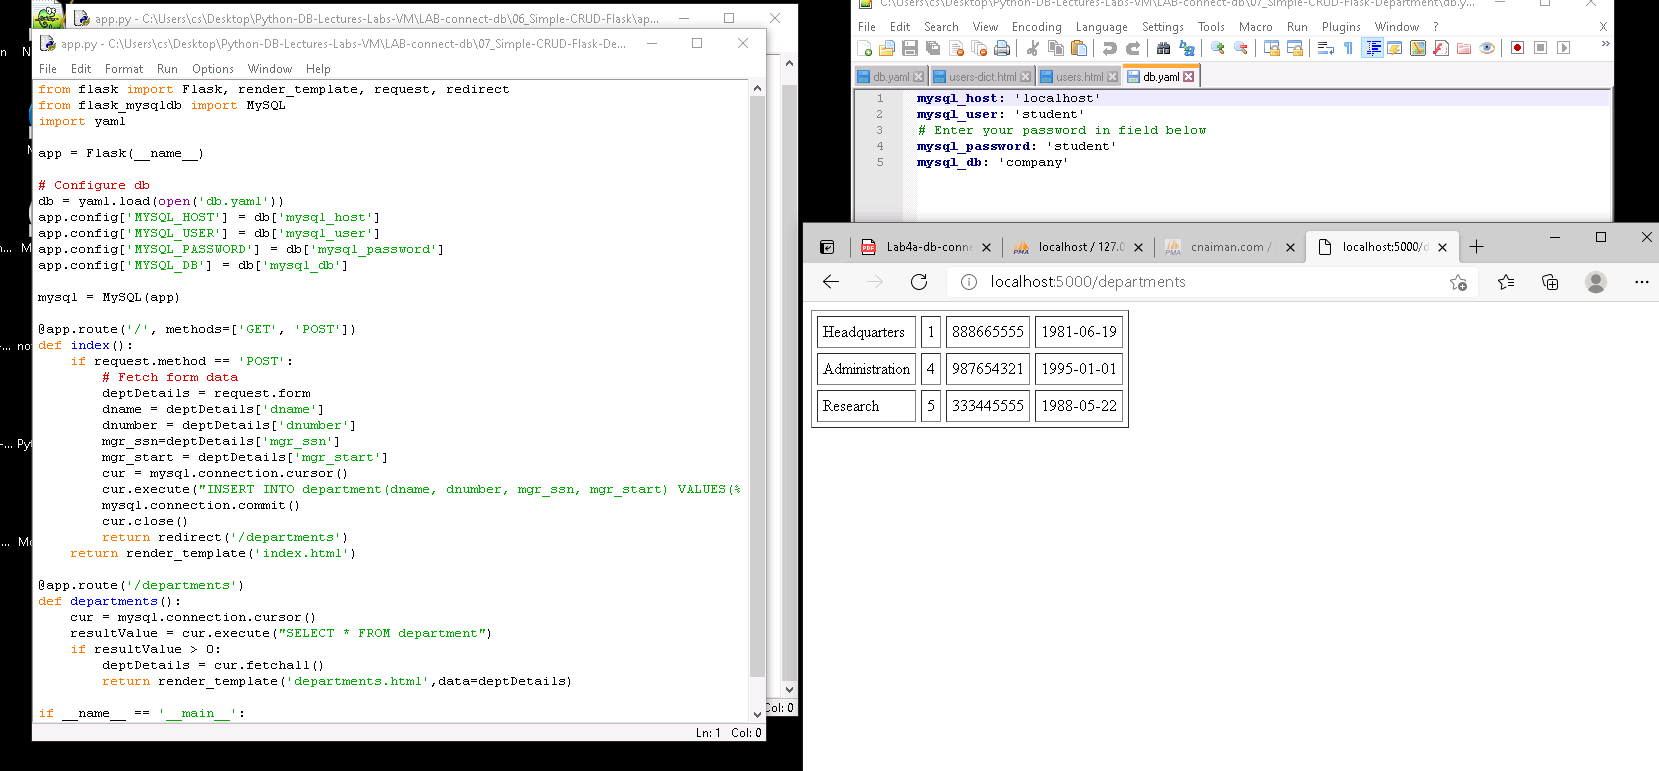 app.py - C:\Users\cs\Desktop\Python-DB-Lectures-Labs-VM\LAB-connect-db\06_Simple-CRUD-Flask\ap...
app.py - C:\Users\cs\Desktop\Python-DB-Lectures-Labs-VM\LAB-connect-db\07_Simple-CRUD-Flask-De...
File Edit Format Run Options Window Help
from flask import Flask, render_template, request, redirect
from flask_mysqldb import MySQL
import yaml
app = Flask(__name__)
# Configure db
db = yaml.load(open('db.yaml'))
app.config['MYSQL_HOST'] = db['mysql_host']
app.config['MYSQL_USER'] = db['mysql_user']
app.config['MYSQL_PASSWORD'] = db['mysql_password']
app.config['MYSQL_DB'] = db['mysql_db']
mysql = MySQL(app)
@app.route('/', methods=['GET', 'POST'])
def index():
if request.method == 'POST':
# Fetch form data
deptDetails = request.form
dname = deptDetails['dname']
dnumber = deptDetails['dnumber']
mgr_ssn=deptDetails['mgr_ssn']
mgr_start = deptDetails['mgr_start']
cur = mysql.connection.cursor()
cur.execute("INSERT INTO department(dname, dnumber, mgr_ssn, mgr_start) VALUES(%
mysql.connection.commit()
cur.close()
return redirect('/departments')
return render_template('index.html')
@app.route('/departments')
def departments():
cur = mysql.connection.cursor()
resultValue = cur.execute("SELECT * FROM department")
if resultValue > 0:
deptDetails = cur.fetchall()
return render_template('departments.html',data=deptDetails)
if __name__ == '__main__':
Ln: 1 Col: 0
Col: 0
C:\Users\cs\Desktop\Python-DB-Lectures-Labs-VM\LAB-connect-db\07_Simple-CRUD-Flask-Department\db.y...
File Edit Search View Encoding Language Settings Tools Macro Run Plugins Window ? X
db.yaml users-dict.html users.html db.yaml
1 mysql_host: 'localhost'
2 mysql_user: 'student'
3 # Enter your password in field below
4 mysql_password: 'student'
5 mysql_db: 'company'
PDF Lab4a-db-conn
PMA localhost / 127.0
PMA cnaiman.com /
localhost:5000/d
localhost:5000/departments
Headquarters 1 888665555 1981-06-19
Administration 4 987654321 1995-01-01
Research 5 333445555 1988-05-22